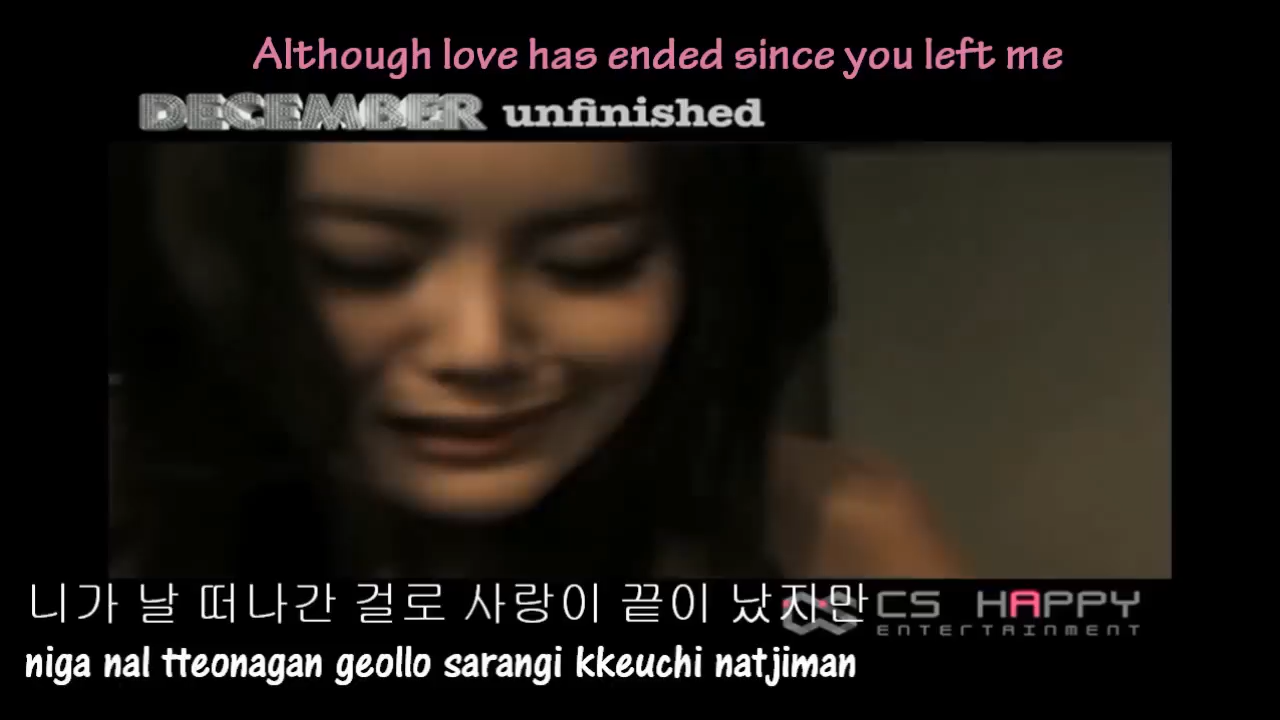 Although love has ended since you left me
DECEMBER unfinished
니가 날 떠나간 걸로 사랑이 끝이 났지만
CS HAPPY
ENTERTAINMENT
niga nal tteonagan geollo sarangi kkeuchi natjiman